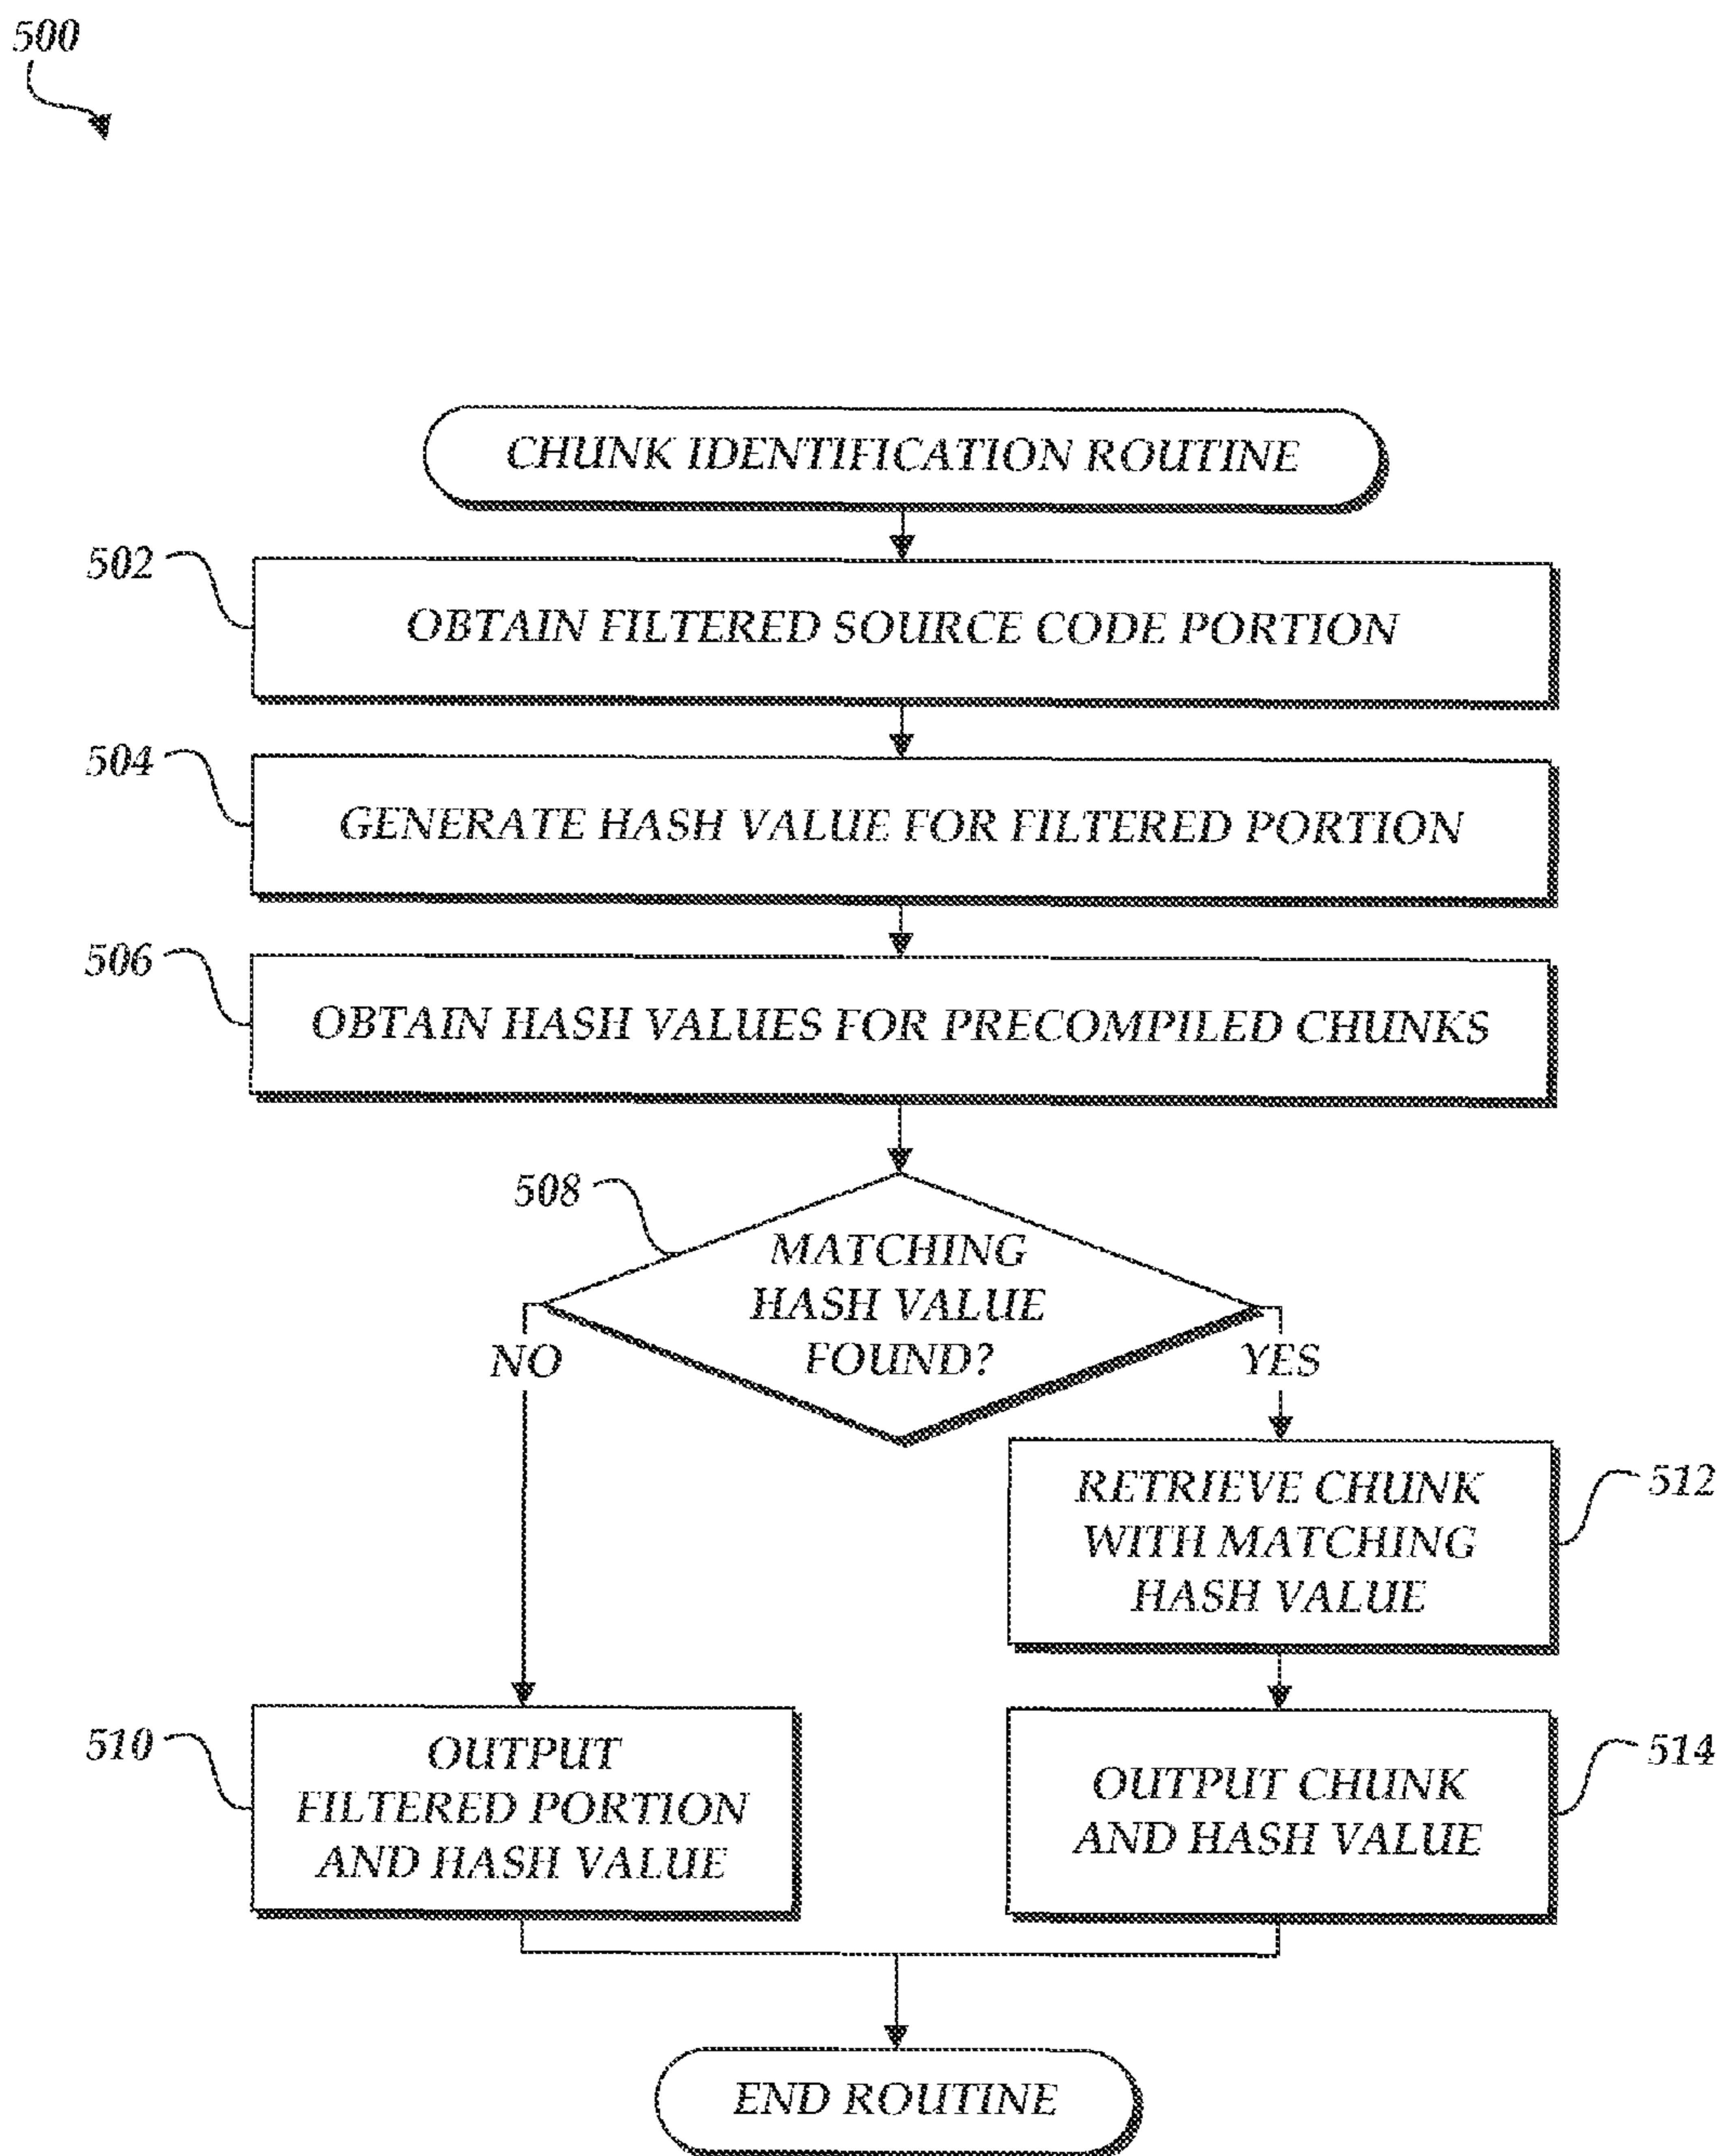 500
CHUNK IDENTIFICATION ROUTINE
502
OBTAIN FILTERED SOURCE CODE PORTION
504
GENERATE HASH VALUE FOR FILTERED PORTION
506
OBTAIN HASH VALUES FOR PRECOMPILED CHUNKS
508
MATCHING
HASH VALUE
FOUND?
NO
YES
RETRIEVE CHUNK
WITH MATCHING
HASH VALUE
512
510
OUTPUT
FILTERED PORTION
AND HASH VALUE
OUTPUT CHUNK
AND HASH VALUE
514
END ROUTINE